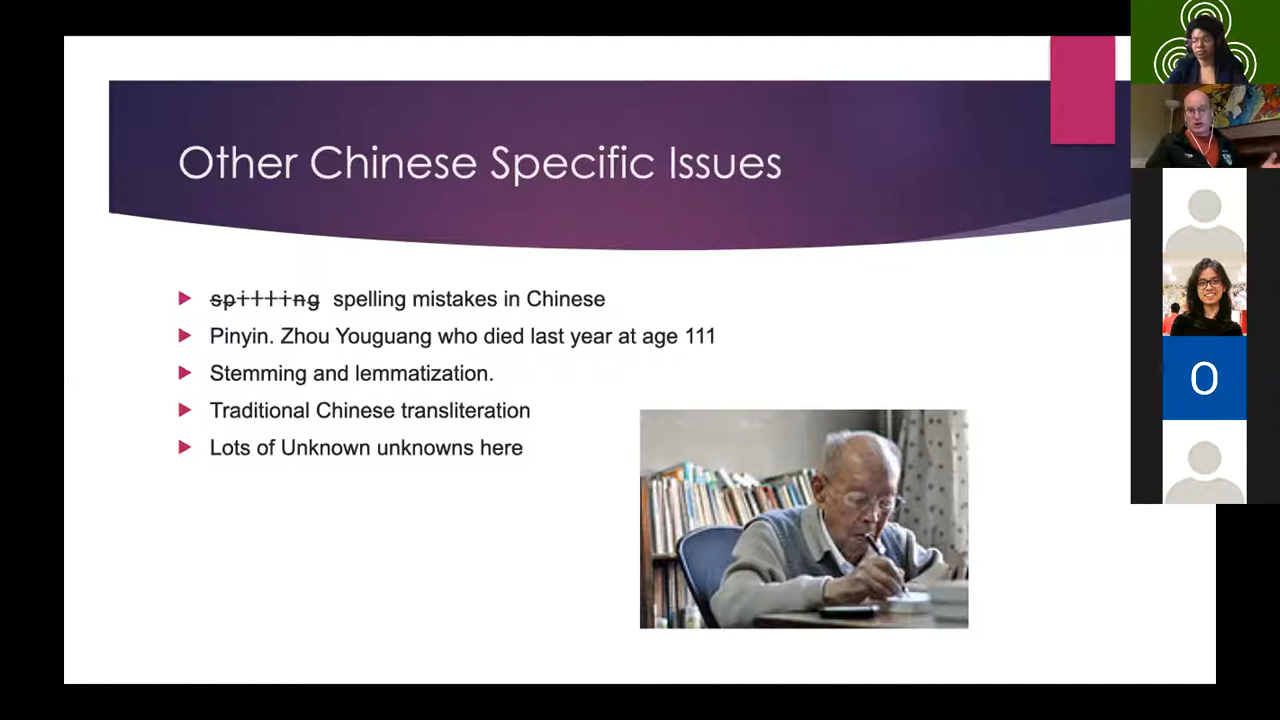 Other Chinese Specific Issues
spitting spelling mistakes in Chinese
Pinyin. Zhou Youguang who died last year at age 111
Stemming and lemmatization.
Traditional Chinese transliteration
Lots of Unknown unknowns here
O